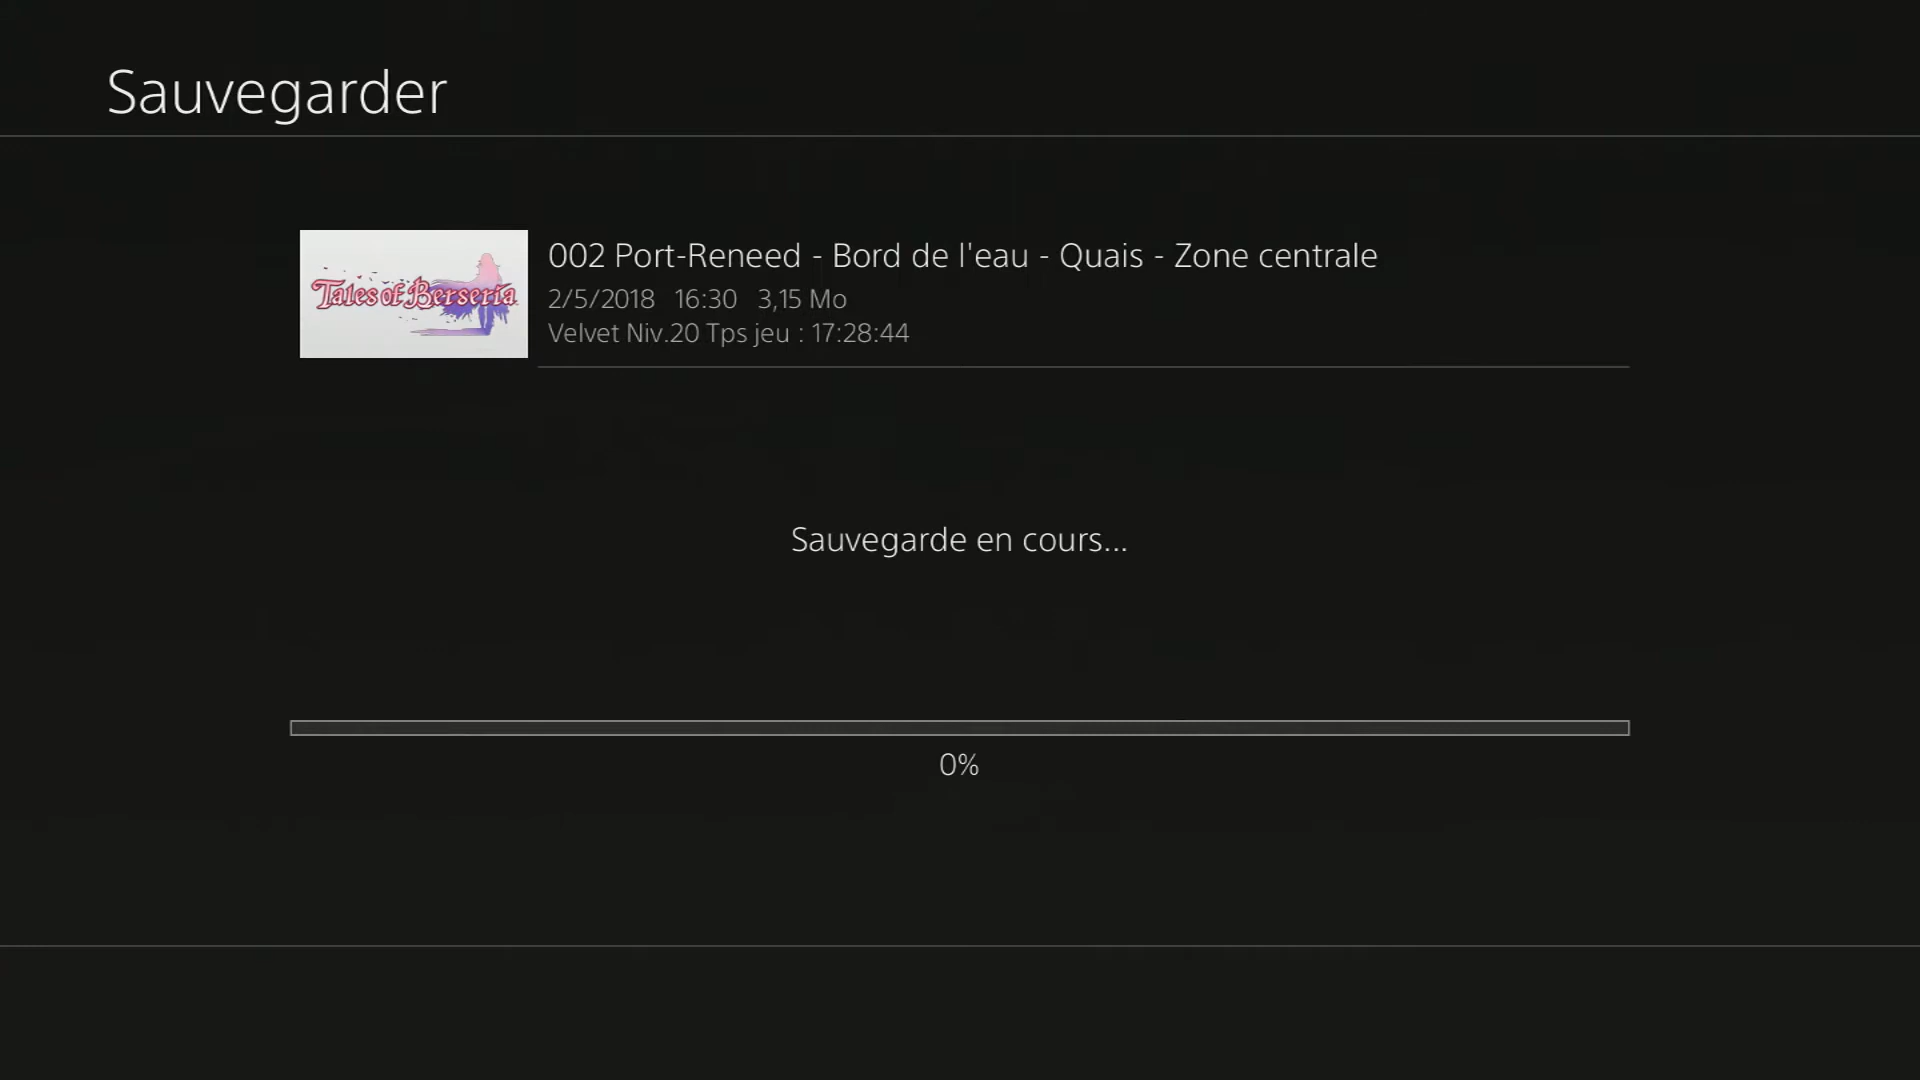 Sauvegarder
Tales of Berseria
002 Port-Reneed - Bord de l'eau - Quais - Zone centrale
2/5/2018 16:30 3,15 Mo
Velvet Niv.20 Tps jeu : 17:28:44
Sauvegarde en cours...
0%